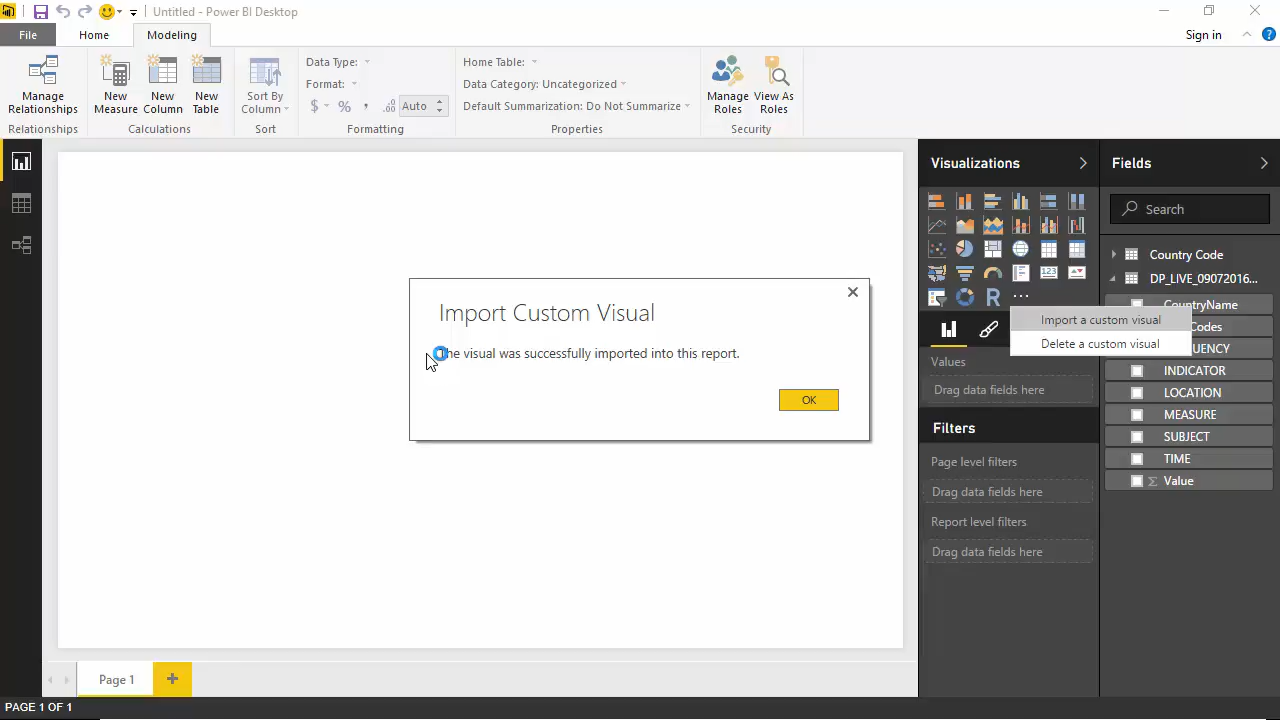 Untitled - Power BI Desktop
File
Home
Modeling
Sign in
Manage
Relationships
New
Measure
New
Column
New
Table
Sort By
Column
Data Type:
Format:
$ % , .00 Auto
Home Table:
Data Category: Uncategorized
Default Summarization: Do Not Summarize
Manage
Roles
View As
Roles
Relationships
Calculations
Sort
Formatting
Properties
Security
Visualizations
Fields
Search
Country Code
DP_LIVE_09072016...
CountryName
Codes
UENCY
INDICATOR
LOCATION
MEASURE
SUBJECT
TIME
Σ Value
R
...
Import a custom visual
Delete a custom visual
Values
Drag data fields here
Filters
Page level filters
Drag data fields here
Report level filters
Drag data fields here
Import Custom Visual
The visual was successfully imported into this report.
OK
Page 1
PAGE 1 OF 1